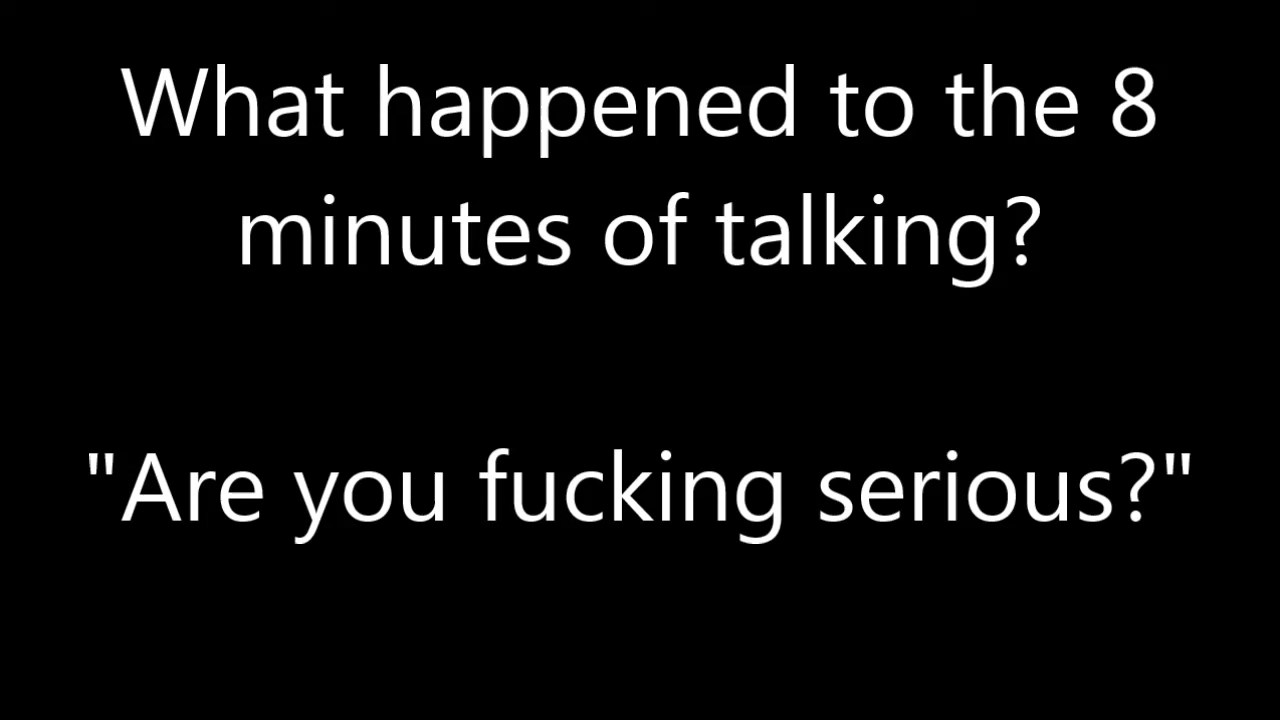 What happened to the 8
minutes of talking?
"Are you fucking serious?"